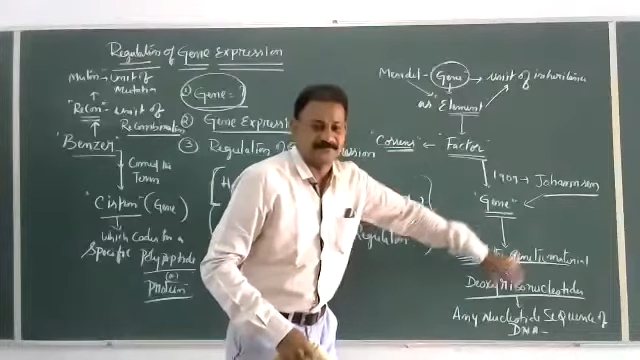 Regulation of Gene Expression
Muton → Unit of
mutation
"Recon" - unit of
Recombination
"Benzer"
Coined the
Term
"Cistron" (Gene)
which Codes for a
Specific Polypeptide
(or)
Protein
① Gene = ?
② Gene Expression
③ Regulation of
Mendel - Gene → unit of inheritance
as Element
"Correns" ← "Factor"
1909 → Johannsen
"Gene"
Deoxyribonucleotides
Any nucleotide Sequence of
DNA